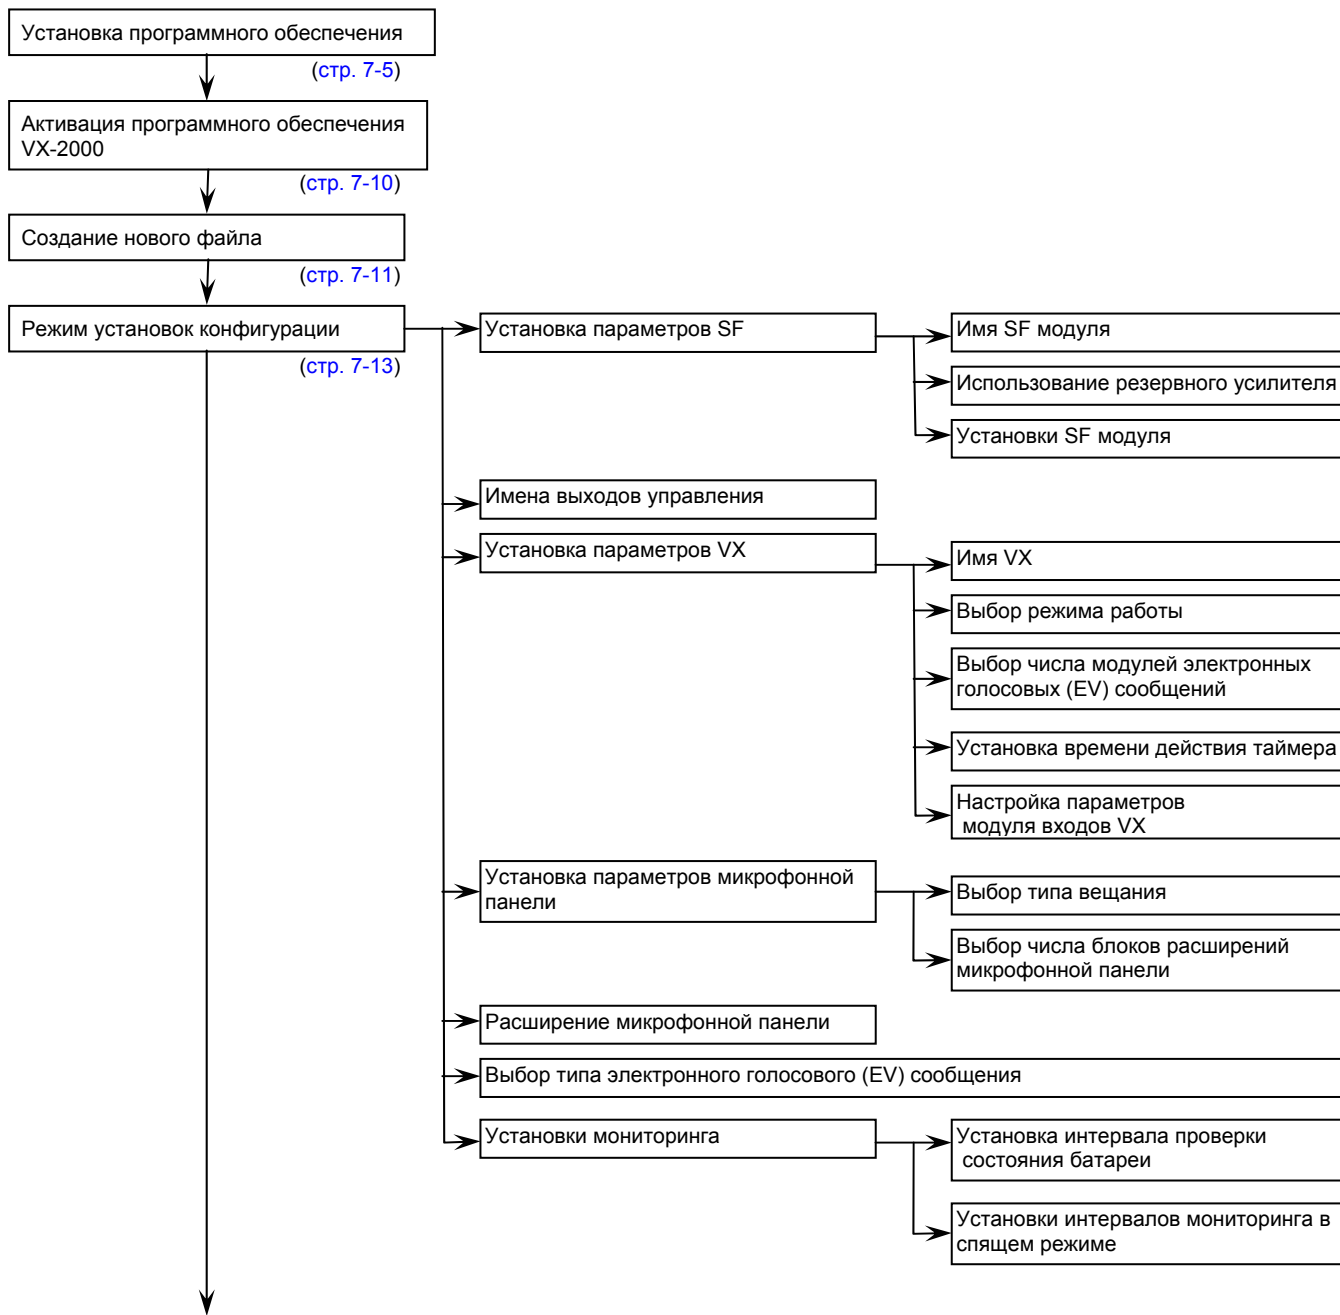 Установка программного обеспечения
(стр. 7-5)
Активация программного обеспечения
VX-2000
(стр. 7-10)
Создание нового файла
(стр. 7-11)
Режим установок конфигурации
(стр. 7-13)
Установка параметров SF
Имя SF модуля
Использование резервного усилителя
Установки SF модуля
Имена выходов управления
Установка параметров VX
Имя VX
Выбор режима работы
Выбор числа модулей электронных
голосовых (EV) сообщений
Установка времени действия таймера
Настройка параметров
модуля входов VX
Установка параметров микрофонной
панели
Выбор типа вещания
Выбор числа блоков расширений
микрофонной панели
Расширение микрофонной панели
Выбор типа электронного голосового (EV) сообщения
Установки мониторинга
Установка интервала проверки
состояния батареи
Установки интервалов мониторинга в
спящем режиме